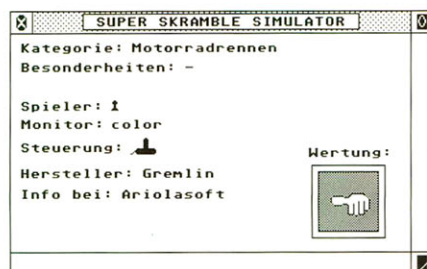 SUPER SKRAMBLE SIMULATOR
Kategorie: Motorradrennen
Besonderheiten: -
Spieler: 1
Monitor: color
Steuerung:
Wertung:
Hersteller: Gremlin
Info bei: Ariolasoft